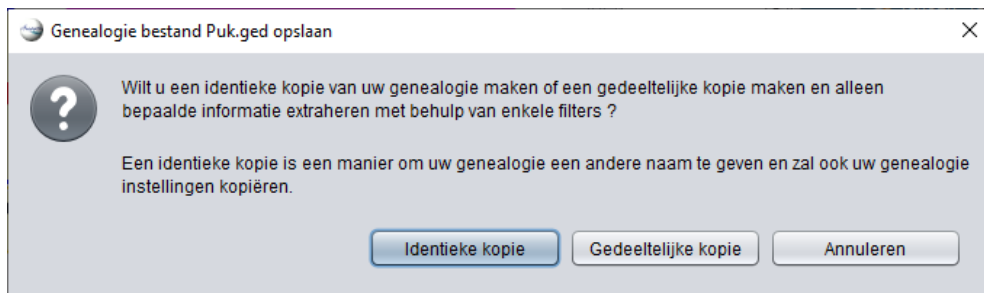 Genealogie bestand Puk.ged opslaan
Wilt u een identieke kopie van uw genealogie maken of een gedeeltelijke kopie maken en alleen
bepaalde informatie extraheren met behulp van enkele filters ?
Een identieke kopie is een manier om uw genealogie een andere naam te geven en zal ook uw genealogie
instellingen kopiëren.
Identieke kopie
Gedeeltelijke kopie
Annuleren